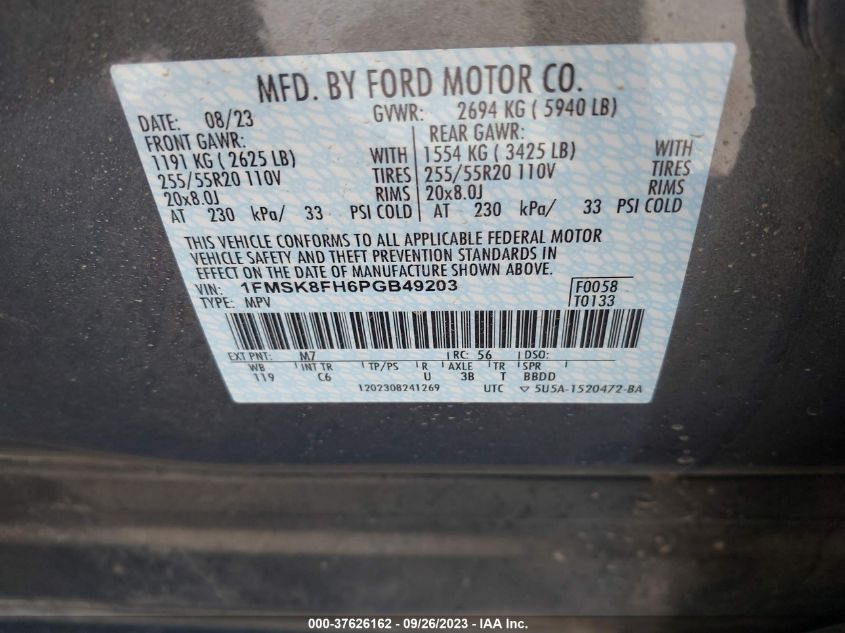 MFD. BY FORD MOTOR CO.
DATE: 08/23 GVWR: 2694 KG ( 5940 LB)
FRONT GAWR: REAR GAWR:
1191 KG ( 2625 LB) WITH 1554 KG ( 3425 LB) WITH
255/55R20 110V TIRES 255/55R20 110V TIRES
20x8.0J RIMS 20x8.0J RIMS
AT 230 kPa/ 33 PSI COLD AT 230 kPa/ 33 PSI COLD
THIS VEHICLE CONFORMS TO ALL APPLICABLE FEDERAL MOTOR
VEHICLE SAFETY AND THEFT PREVENTION STANDARDS IN
EFFECT ON THE DATE OF MANUFACTURE SHOWN ABOVE.
VIN: 1FMSK8FH6PGB49203 F0058
TYPE: MPV T0133
EXT PNT: M7 RC: 56 DSO:
WB INT TR TP/PS R AXLE TR SPR
119 C6 U 3B T BBDD
1202308241269 UTC ▽ 5U5A-1520472-BA
000-37626162 - 09/26/2023 - IAA, Inc.